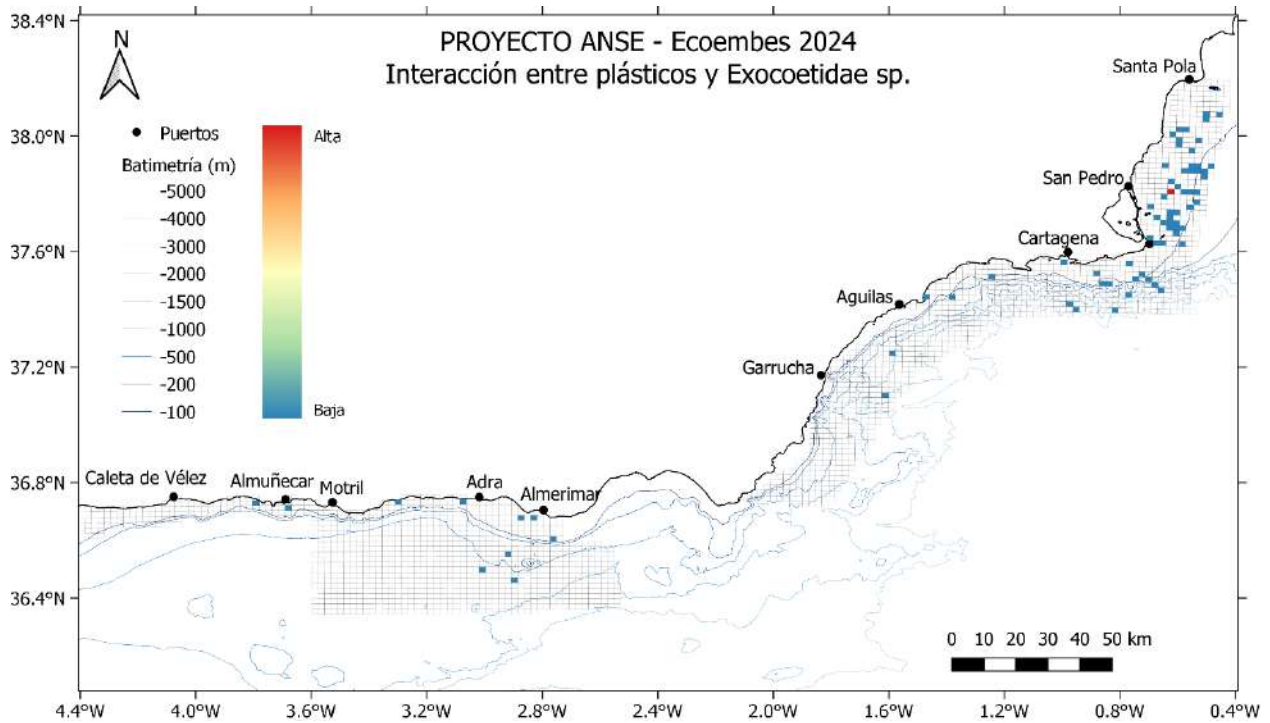 PROYECTO ANSE - Ecoembes 2024
Interacción entre plásticos y Exocoetidae sp.
N
Puertos
Batimetría (m)
-5000
-4000
-3000
-2000
-1500
-1000
-500
-200
-100
Alta
Baja
Santa Pola
San Pedro
Cartagena
Aguilas
Garrucha
Caleta de Vélez
Almuñecar
Motril
Adra
Almerimar
38.4°N
38.0°N
37.6°N
37.2°N
36.8°N
36.4°N
0 10 20 30 40 50 km
4.4°W 4.0°W 3.6°W 3.2°W 2.8°W 2.4°W 2.0°W 1.6°W 1.2°W 0.8°W 0.4°W